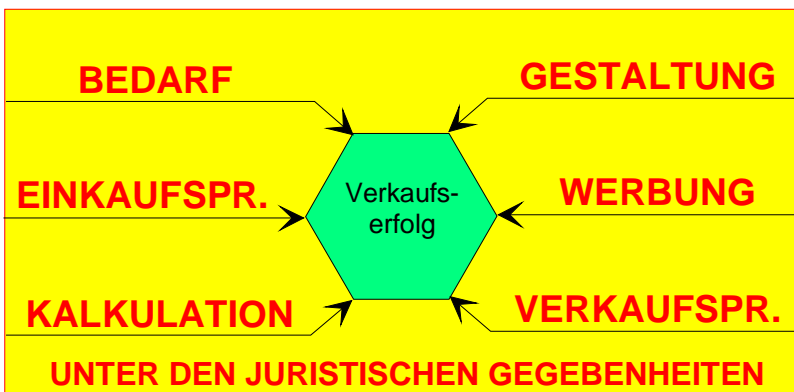 BEDARF
GESTALTUNG
EINKAUFSPR.
Verkaufs-
erfolg
WERBUNG
KALKULATION
VERKAUFSPR.
UNTER DEN JURISTISCHEN GEGEBENHEITEN